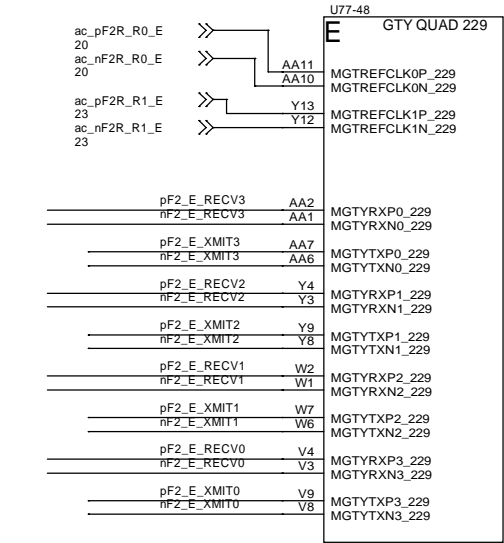 U77-48
E GTY QUAD 229
ac_pF2R_R0_E
20
ac_nF2R_R0_E
20
AA11 MGTREFCLK0P_229
AA10 MGTREFCLK0N_229
ac_pF2R_R1_E
23
Y13 MGTREFCLK1P_229
ac_nF2R_R1_E
23
Y12 MGTREFCLK1N_229
pF2_E_RECV3 AA2 MGTYRXP0_229
nF2_E_RECV3 AA1 MGTYRXN0_229
pF2_E_XMIT3 AA7 MGTYTXP0_229
nF2_E_XMIT3 AA6 MGTYTXN0_229
pF2_E_RECV2 Y4 MGTYRXP1_229
nF2_E_RECV2 Y3 MGTYRXN1_229
pF2_E_XMIT2 Y9 MGTYTXP1_229
nF2_E_XMIT2 Y8 MGTYTXN1_229
pF2_E_RECV1 W2 MGTYRXP2_229
nF2_E_RECV1 W1 MGTYRXN2_229
pF2_E_XMIT1 W7 MGTYTXP2_229
nF2_E_XMIT1 W6 MGTYTXN2_229
pF2_E_RECV0 V4 MGTYRXP3_229
nF2_E_RECV0 V3 MGTYRXN3_229
pF2_E_XMIT0 V9 MGTYTXP3_229
nF2_E_XMIT0 V8 MGTYTXN3_229